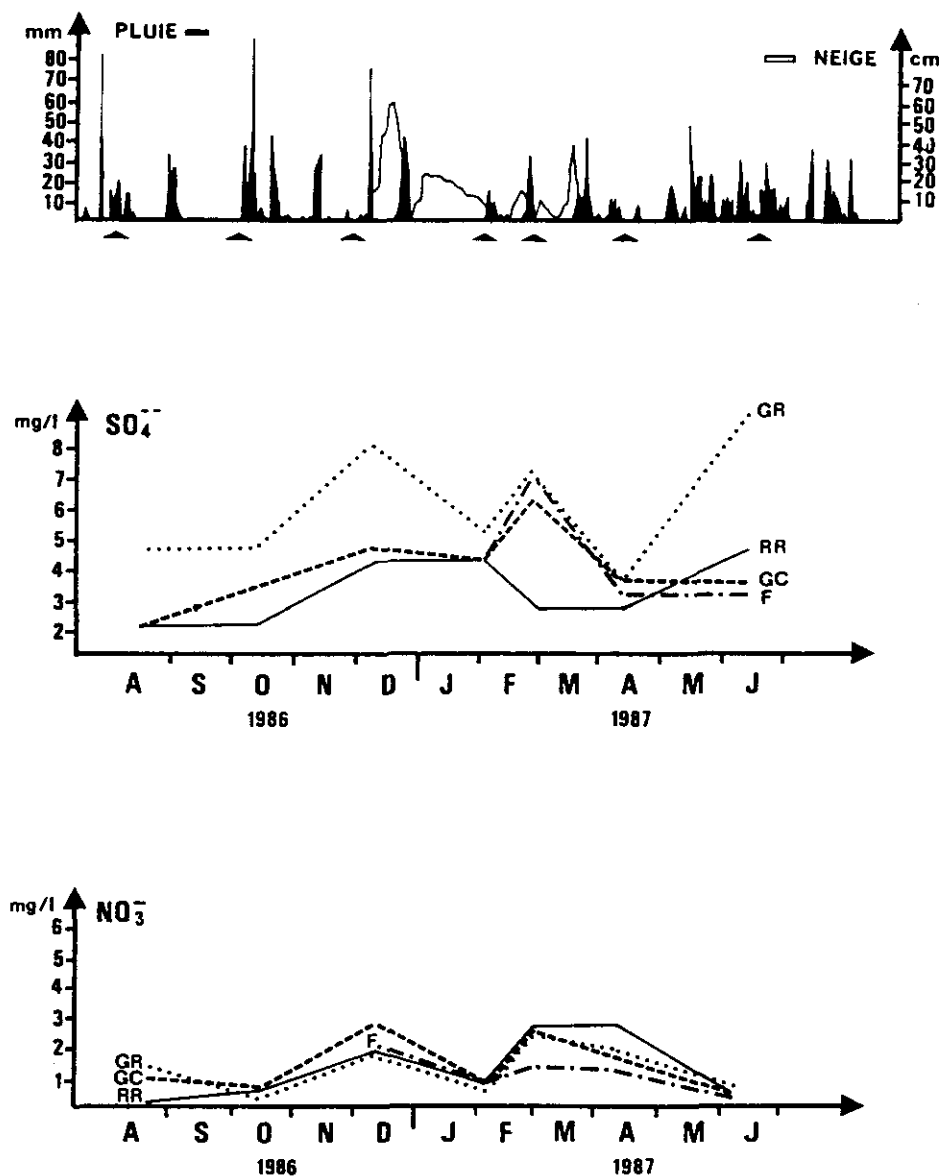 mm PLUIE NEIGE cm
80
70 70
60 60
50 50
40 40
30 30
20 20
10 10
mg/l SO4--
8 GR
7
6
5 RR
4 GC
3 F
2
A S O N D J F M A M J
1986 1987
mg/l NO3-
6
5
4
3
2 F
GR
GC 1
RR
A S O N D J F M A M J
1986 1987